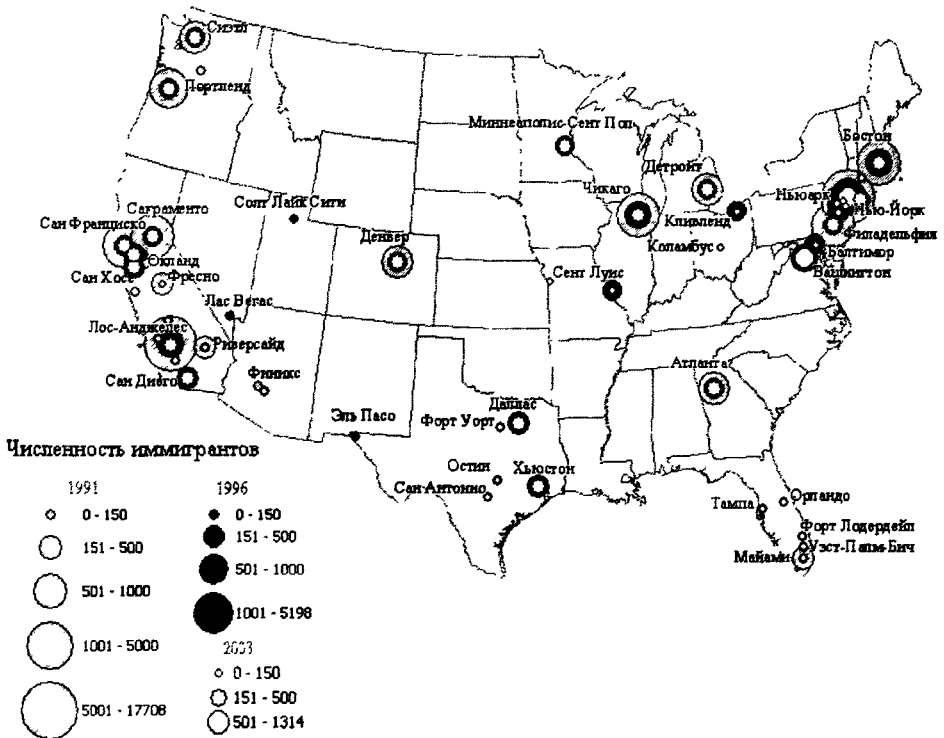 Сиэтл
Портленд
Миннеаполис-Сент Пол
Бостон
Детройт
Чикаго
Ньюарк
Солт Лайк Сити
Сакраменто
Сан Франциско
Нью-Йорк
Кливленд
Филадельфия
Денвер
Коламбус
Балтимор
Окланд
Вашингтон
Сан Хосе
Фресно
Сент Луис
Лас Вегас
Лос-Анджелес
Риверсайд
Атланта
Сан Диего
Финикс
Даллас
Эль Пасо
Форт Уорт
Численность иммигрантов
Остин
Хьюстон
Сан-Антонио
1991
1996
Орландо
Тампа
0 - 150
0 - 150
151 - 500
151 - 500
Форт Лодердейл
Уэст-Палм-Бич
Майами
501 - 1000
501 - 1000
1001 - 5198
1001 - 5000
2003
0 - 150
151 - 500
5001 - 17708
501 - 1314